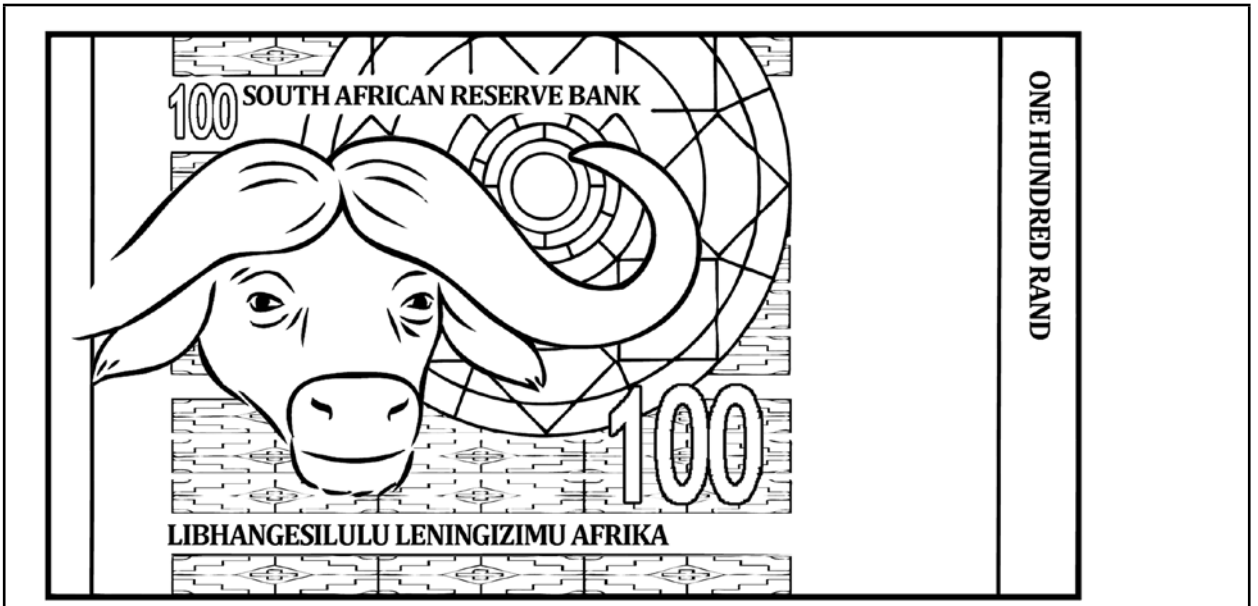 100 SOUTH AFRICAN RESERVE BANK
ONE HUNDRED RAND
100
LIBHANGESILULU LENINGIZIMU AFRIKA